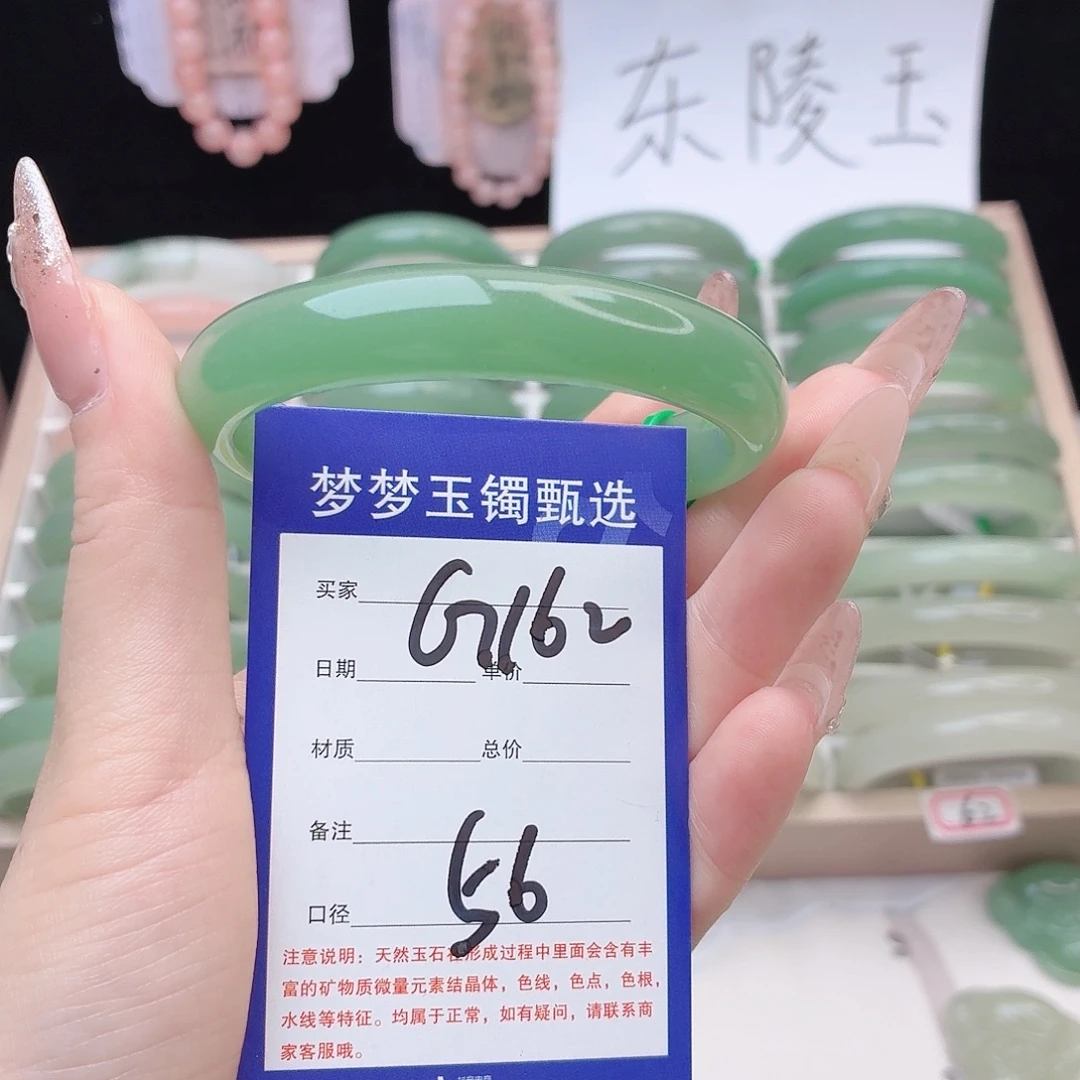 东陵玉
梦梦玉镯甄选
买家 G1162
日期 单价
材质 总价
备注
口径 56
注意说明：天然玉石在形成过程中里面会含有丰
富的矿物质微量元素结晶体，色线，色点，色根，
水线等特征。均属于正常，如有疑问，请联系商
家客服哦。
62